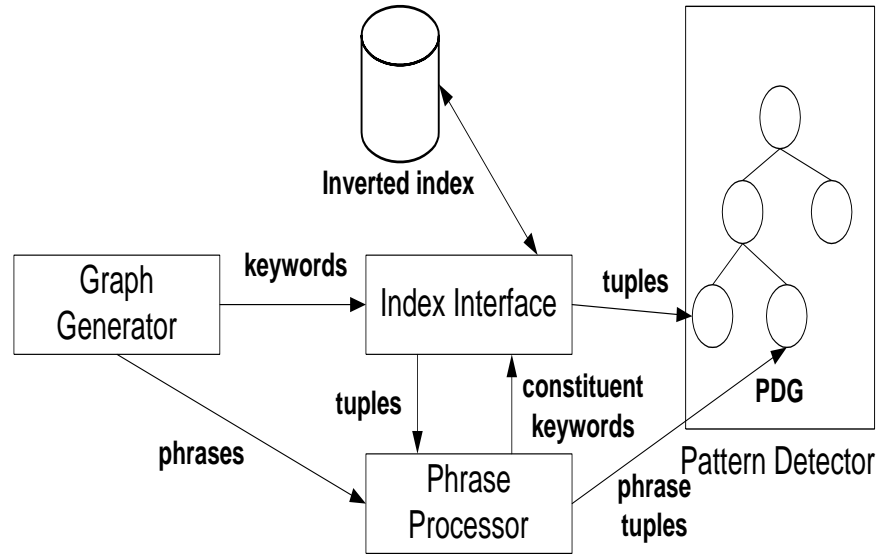 Inverted index
keywords
Graph
Generator
Index Interface
tuples
tuples
constituent
keywords
PDG
phrases
Pattern Detector
Phrase
Processor
phrase
tuples